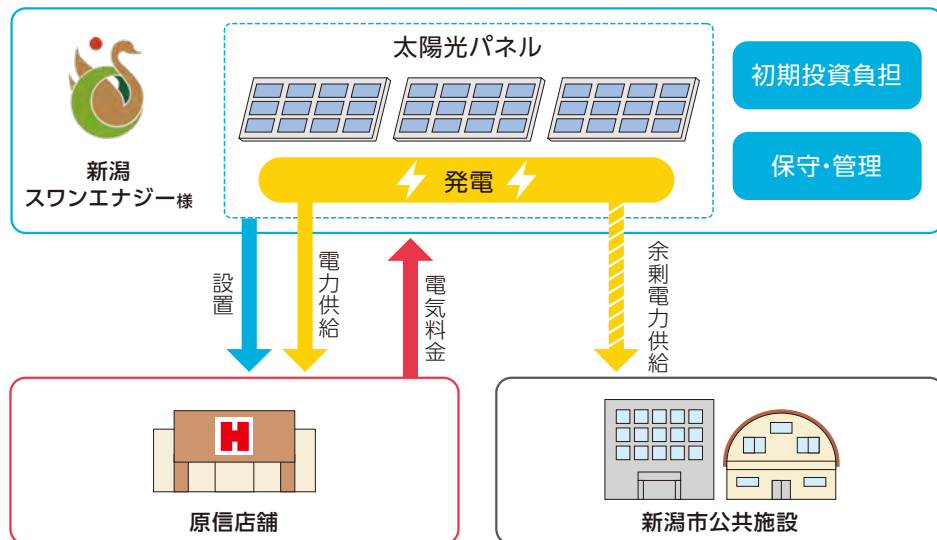 太陽光パネル
初期投資負担
新潟
スワンエナジー様
発電
保守・管理
設置
電力供給
電気料金
余剰電力供給
H
原信店舗
新潟市公共施設